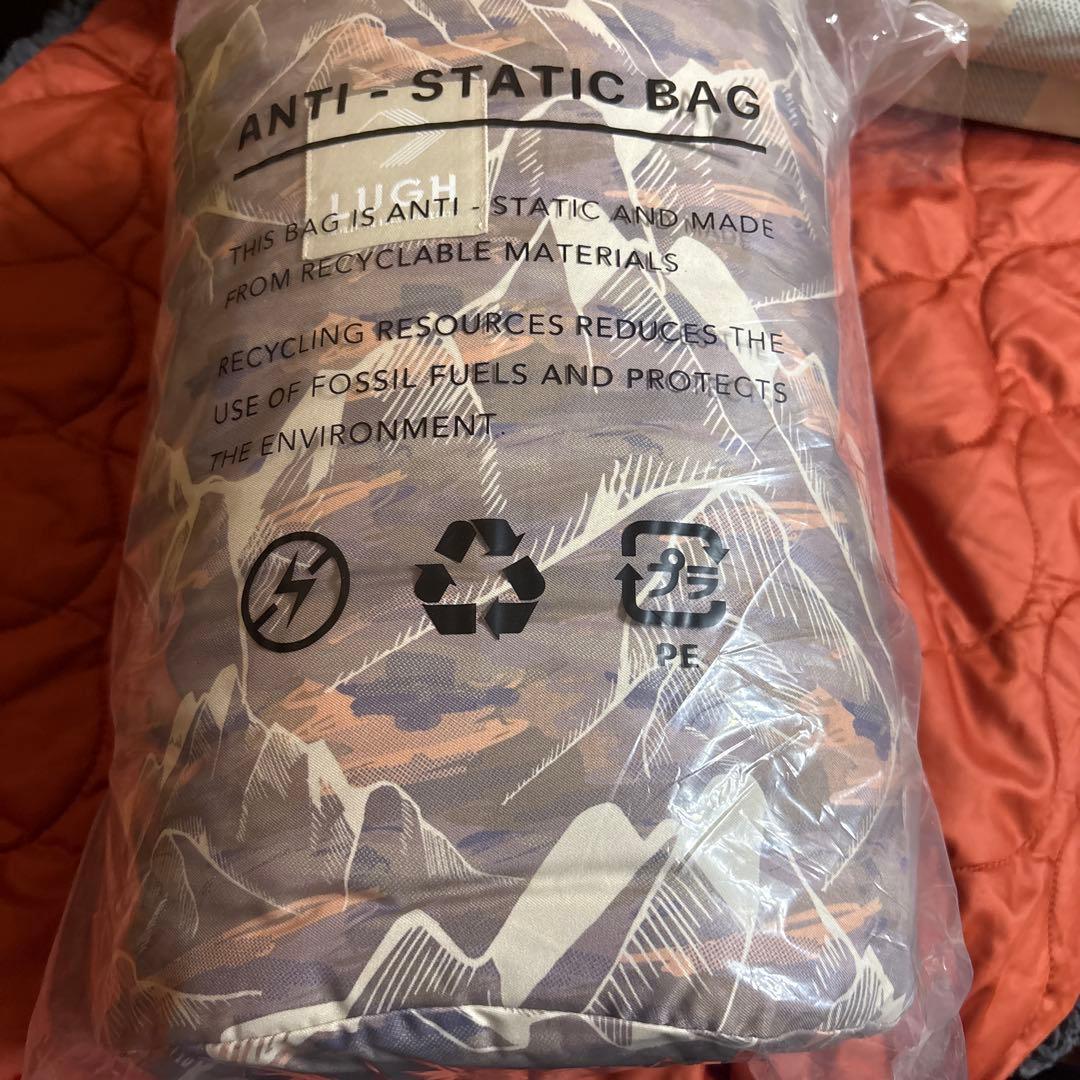 ANTI - STATIC BAG
LUGH
THIS BAG IS ANTI - STATIC AND MADE
FROM RECYCLABLE MATERIALS
RECYCLING RESOURCES REDUCES THE
USE OF FOSSIL FUELS AND PROTECTS
THE ENVIRONMENT.
プラ
PE